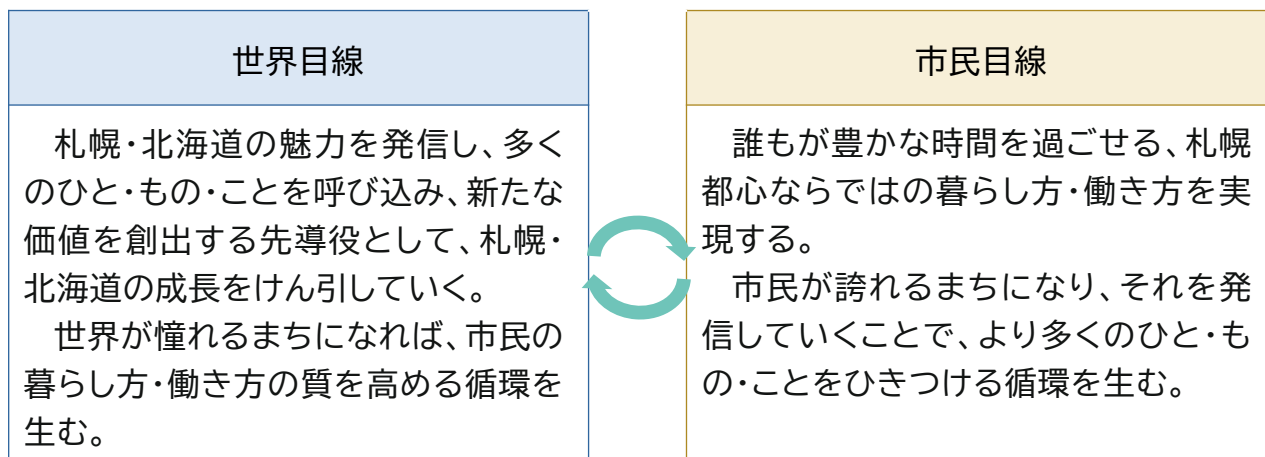 世界目線
　札幌・北海道の魅力を発信し、多く
のひと・もの・ことを呼び込み、新たな
価値を創出する先導役として、札幌・
北海道の成長をけん引していく。
　世界が憧れるまちになれば、市民の
暮らし方・働き方の質を高める循環を
生む。
市民目線
　誰もが豊かな時間を過ごせる、札幌
都心ならではの暮らし方・働き方を実
現する。
　市民が誇れるまちになり、それを発
信していくことで、より多くのひと・も
の・ことをひきつける循環を生む。